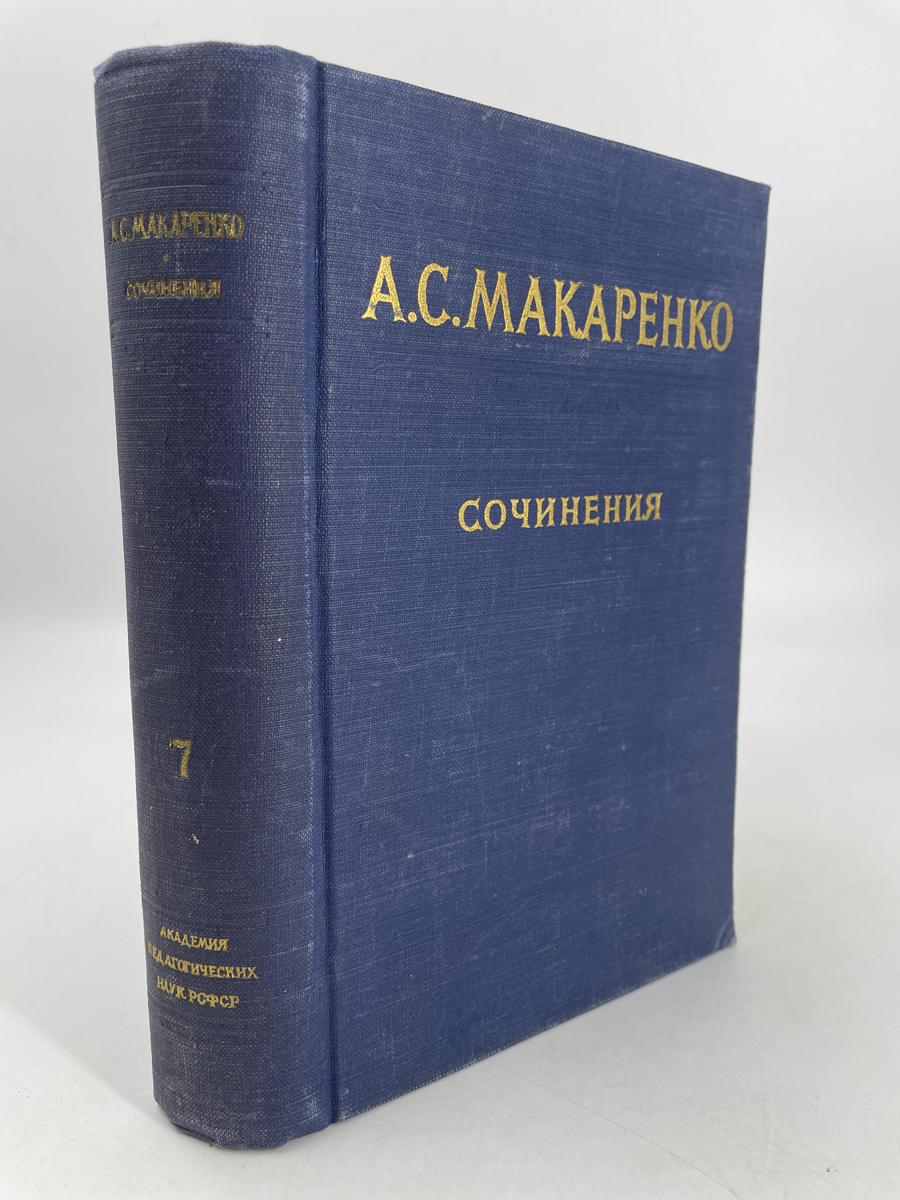 А.С.МАКАРЕНКО
СОЧИНЕНИЯ
7
АКАДЕМИЯ
ПЕДАГОГИЧЕСКИХ
НАУК РСФСР
А.С.МАКАРЕНКО
СОЧИНЕНИЯ